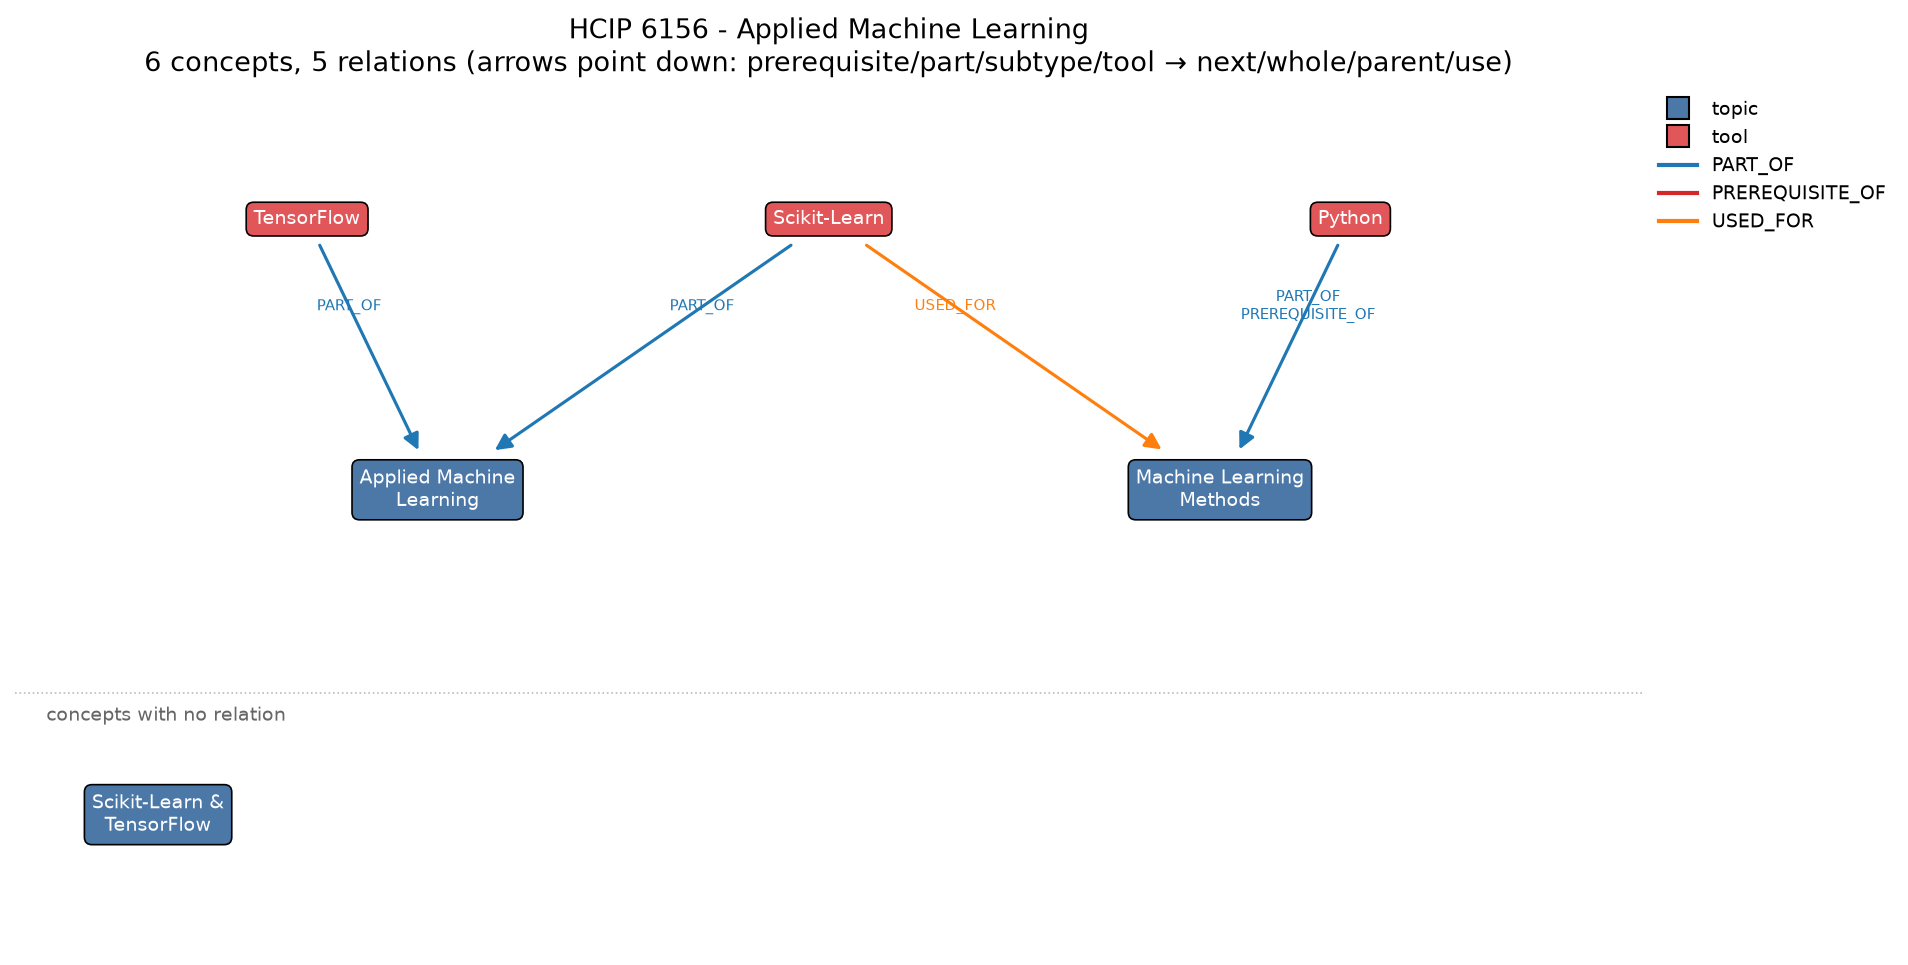 HCIP 6156 - Applied Machine Learning
6 concepts, 5 relations (arrows point down: prerequisite/part/subtype/tool → next/whole/parent/use)
topic
tool
PART_OF
PREREQUISITE_OF
USED_FOR
TensorFlow
Scikit-Learn
Python
PART_OF
PART_OF
USED_FOR
PART_OF
PREREQUISITE_OF
Applied Machine
Learning
Machine Learning
Methods
concepts with no relation
Scikit-Learn &
TensorFlow